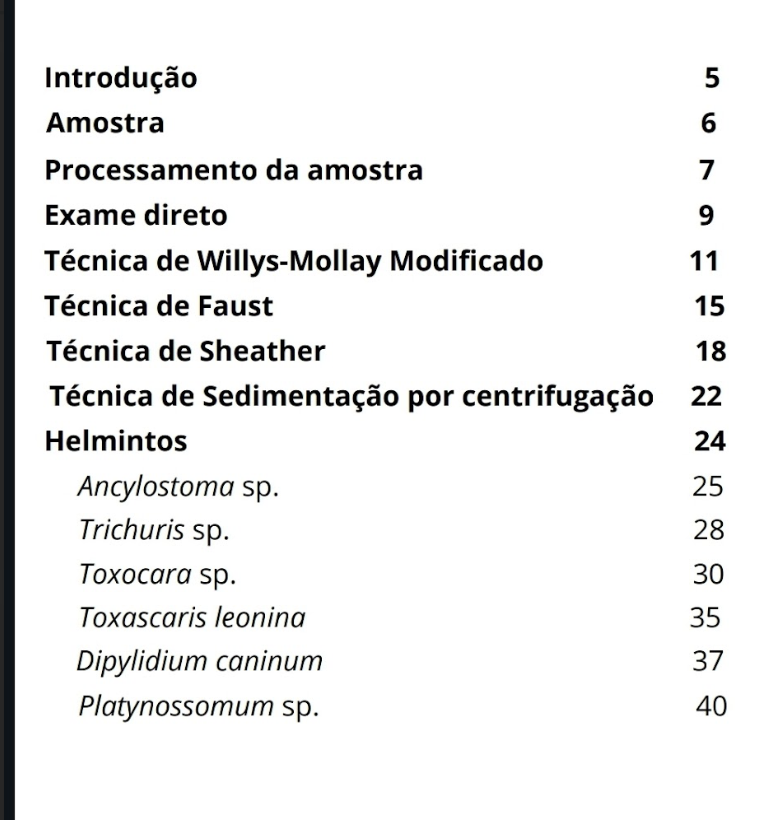 Introdução 5
Amostra 6
Processamento da amostra 7
Exame direto 9
Técnica de Willys-Mollay Modificado 11
Técnica de Faust 15
Técnica de Sheather 18
Técnica de Sedimentação por centrifugação 22
Helmintos 24
Ancylostoma sp. 25
Trichuris sp. 28
Toxocara sp. 30
Toxascaris leonina 35
Dipylidium caninum 37
Platynossomum sp. 40